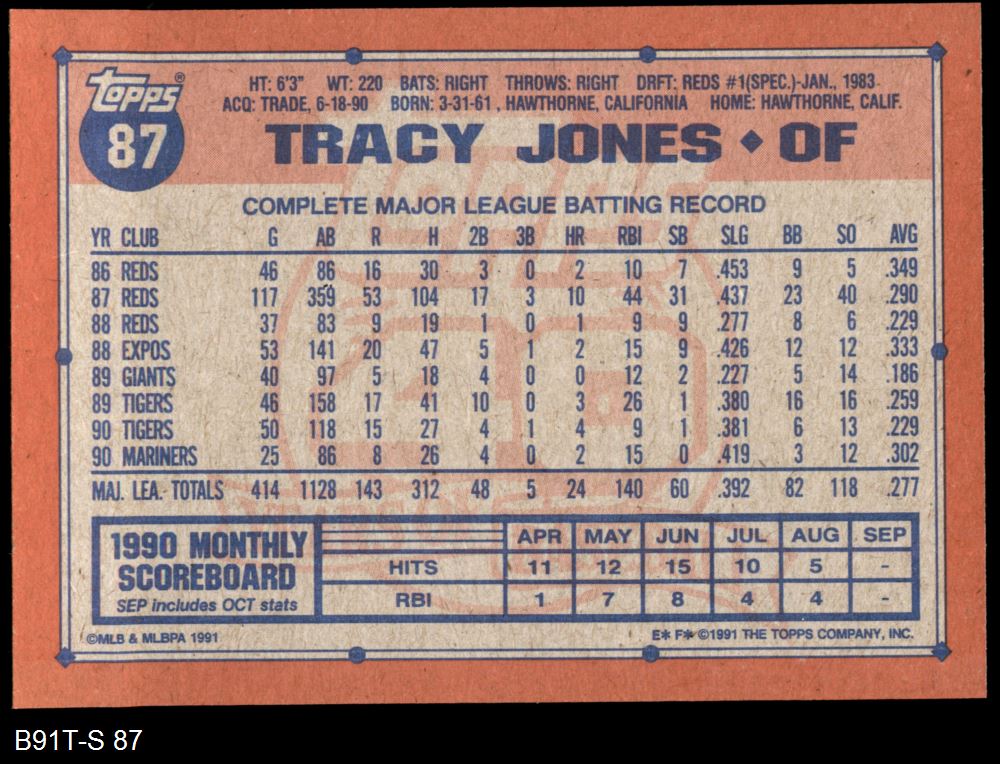 Topps®
87
HT: 6'3" WT: 220 BATS: RIGHT THROWS: RIGHT DRFT: REDS #1(SPEC.)-JAN., 1983
ACQ: TRADE, 6-18-90 BORN: 3-31-61, HAWTHORNE, CALIFORNIA HOME: HAWTHORNE, CALIF.
TRACY JONES ◆ OF
COMPLETE MAJOR LEAGUE BATTING RECORD
YR CLUB G AB R H 2B 3B HR RBI SB SLG BB SO AVG
86 REDS 46 86 16 30 3 0 2 10 7 .453 9 5 .349
87 REDS 117 359 53 104 17 3 10 44 31 .437 23 40 .290
88 REDS 37 83 9 19 1 0 1 9 9 .277 8 6 .229
88 EXPOS 53 141 20 47 5 1 2 15 9 .426 12 12 .333
89 GIANTS 40 97 5 18 4 0 0 12 2 .227 5 14 .186
89 TIGERS 46 158 17 41 10 0 3 26 1 .380 16 16 .259
90 TIGERS 50 118 15 27 4 1 4 9 1 .381 6 13 .229
90 MARINERS 25 86 8 26 4 0 2 15 0 .419 3 12 .302
MAJ. LEA. TOTALS 414 1128 143 312 48 5 24 140 60 .392 82 118 .277
1990 MONTHLY
SCOREBOARD
SEP includes OCT stats
APR MAY JUN JUL AUG SEP
HITS 11 12 15 10 5 -
RBI 1 7 8 4 4 -
©MLB & MLBPA 1991
E* F* ©1991 THE TOPPS COMPANY, INC.
B91T-S 87